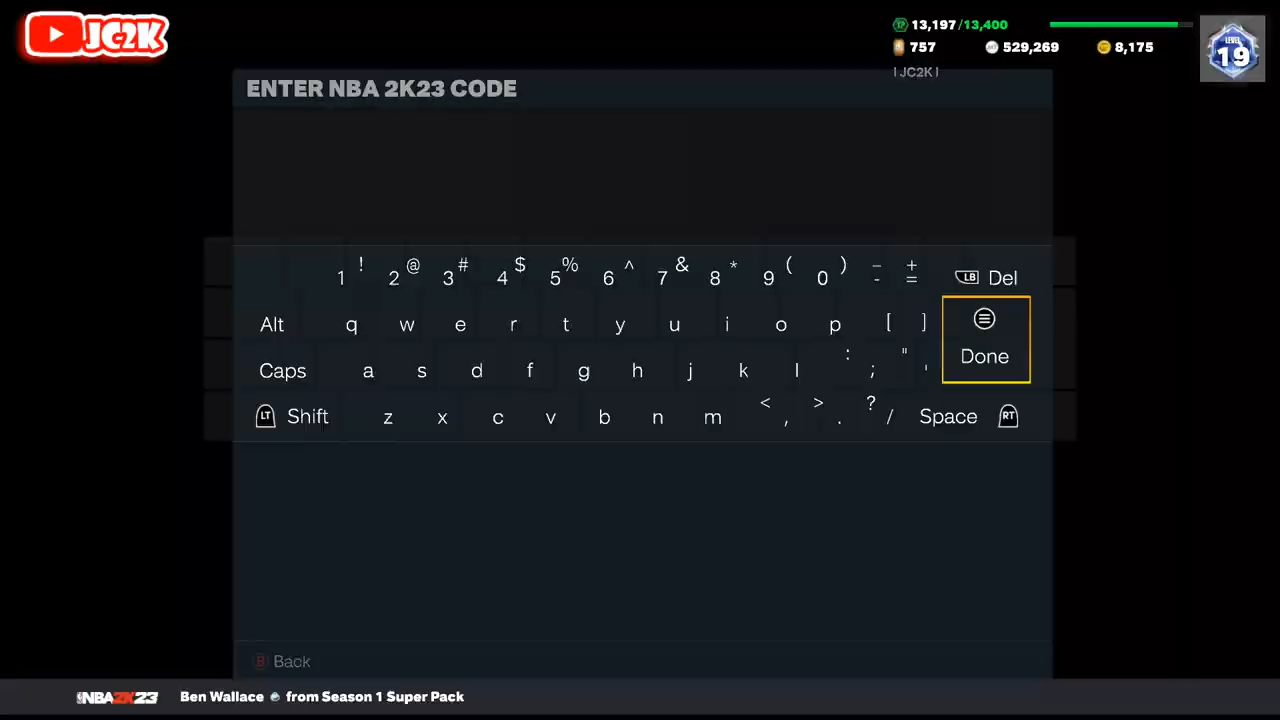 JC2K
13,197/13,400
757 529,269 8,175
LEVEL 19
| JC2K |
ENTER NBA 2K23 CODE
1 ! 2 @ 3 # 4 $ 5 % 6 ^ 7 & 8 * 9 ( 0 ) - _ = + LB Del
Alt q w e r t y u i o p [ ]
Done
Caps a s d f g h j k l ; : ' "
LT Shift z x c v b n m , < . > / ? Space RT
B Back
NBA2K23 Ben Wallace from Season 1 Super Pack